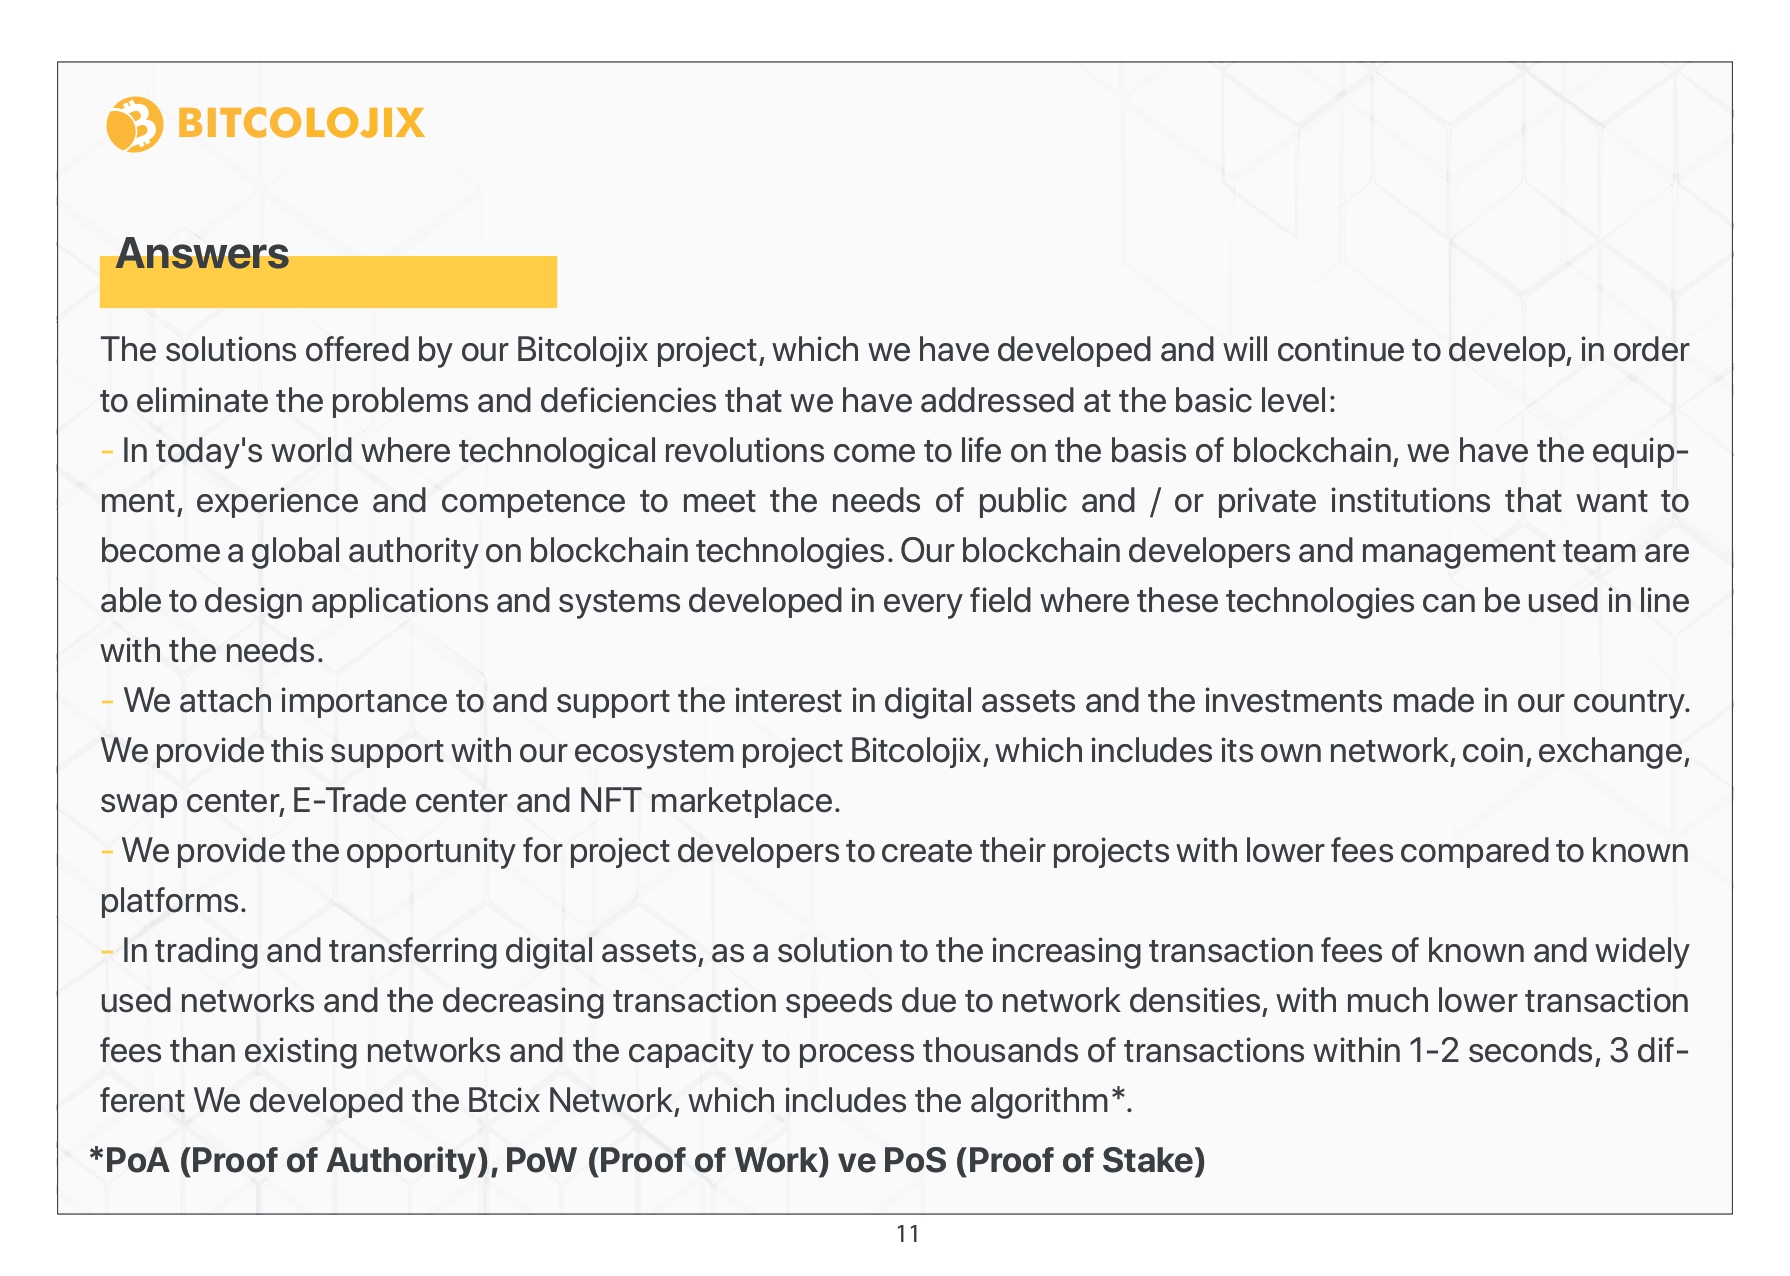 BITCOLOJIX
Answers
The solutions offered by our Bitcolojix project, which we have developed and will continue to develop, in order
to eliminate the problems and deficiencies that we have addressed at the basic level:
- In today's world where technological revolutions come to life on the basis of blockchain, we have the equip-
ment, experience and competence to meet the needs of public and / or private institutions that want to
become a global authority on blockchain technologies. Our blockchain developers and management team are
able to design applications and systems developed in every field where these technologies can be used in line
with the needs.
- We attach importance to and support the interest in digital assets and the investments made in our country.
We provide this support with our ecosystem project Bitcolojix, which includes its own network, coin, exchange,
swap center, E-Trade center and NFT marketplace.
- We provide the opportunity for project developers to create their projects with lower fees compared to known
platforms.
- In trading and transferring digital assets, as a solution to the increasing transaction fees of known and widely
used networks and the decreasing transaction speeds due to network densities, with much lower transaction
fees than existing networks and the capacity to process thousands of transactions within 1-2 seconds, 3 dif-
ferent We developed the Btcix Network, which includes the algorithm*.
*PoA (Proof of Authority), PoW (Proof of Work) ve PoS (Proof of Stake)
11